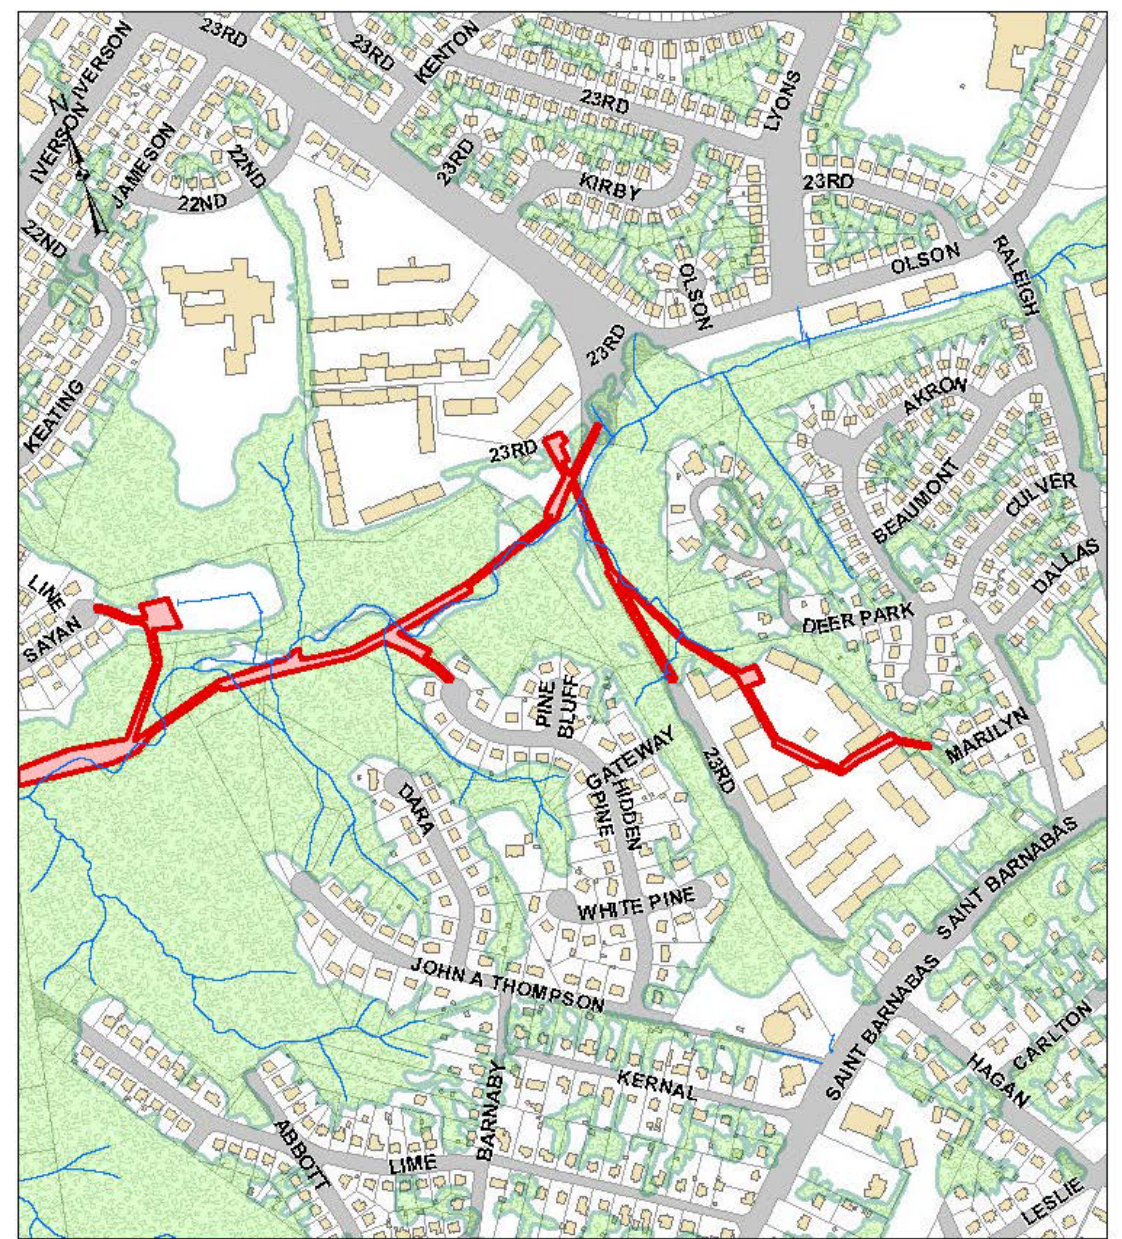 23RD
IVERSON
23RD
KENTON
N
IVERSON
23RD
LYONS
JAMESON
22ND
23RD
KIRBY
23RD
22ND
22ND
OLSON
OLSON
RALEIGH
23RD
KEATING
AKRON
23RD
BEAUMONT
CULVER
DALLAS
LINE
SAYAN
DEER PARK
PINE
BLUFF
MARILYN
GATEWAY
23RD
DARA
HIDDEN
PINE
SAINT BARNABAS
WHITE PINE
JOHN A THOMPSON
SAINT BARNABAS
CARLTON
HAGAN
KERNAL
BARNABY
ABBOTT
LIME
LESLIE